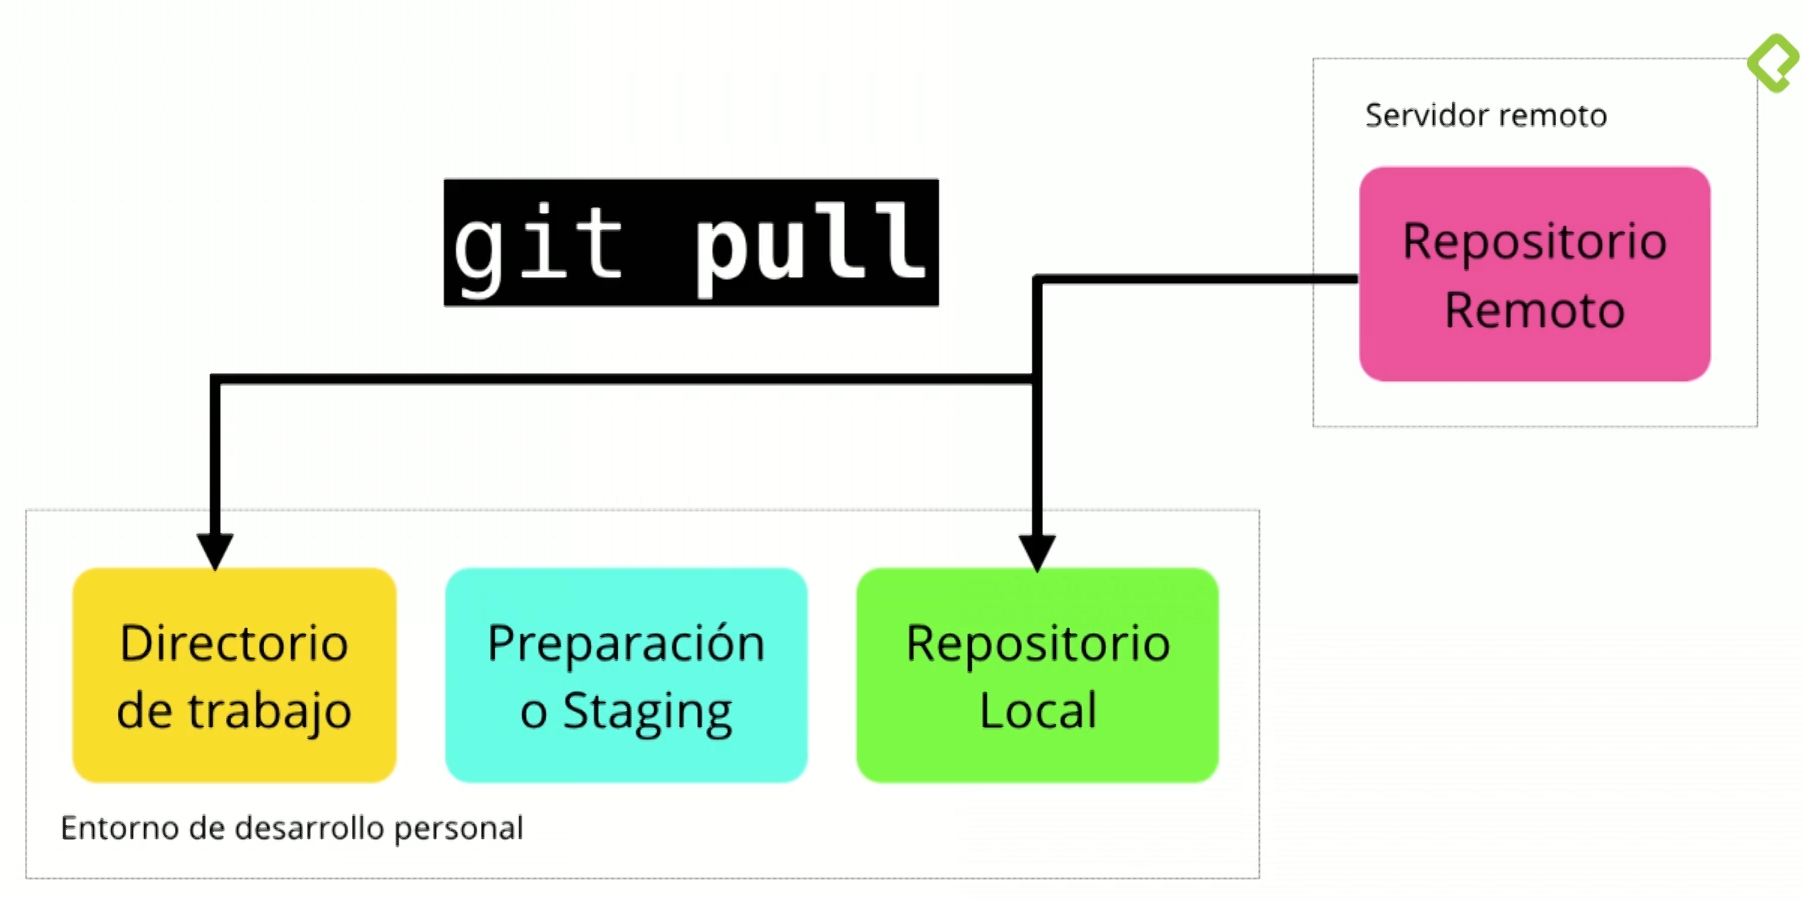 Servidor remoto
git pull
Repositorio
Remoto
Directorio
de trabajo
Preparación
o Staging
Repositorio
Local
Entorno de desarrollo personal